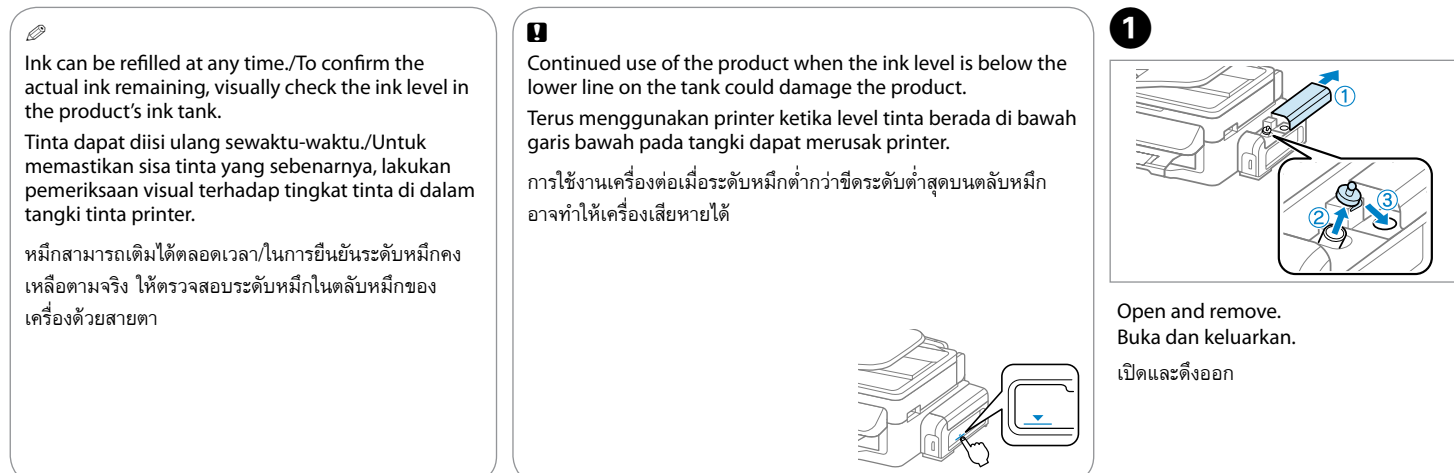 Ink can be refilled at any time./To confirm the
actual ink remaining, visually check the ink level in
the product’s ink tank.
Tinta dapat diisi ulang sewaktu-waktu./Untuk
memastikan sisa tinta yang sebenarnya, lakukan
pemeriksaan visual terhadap tingkat tinta di dalam
tangki tinta printer.
หมึกสามารถเติมได้ตลอดเวลา/ในการยืนยันระดับหมึกคง
เหลือตามจริง ให้ตรวจสอบระดับหมึกในตลับหมึกของ
เครื่องด้วยสายตา
Continued use of the product when the ink level is below the
lower line on the tank could damage the product.
Terus menggunakan printer ketika level tinta berada di bawah
garis bawah pada tangki dapat merusak printer.
การใช้งานเครื่องต่อเมื่อระดับหมึกต่ำกว่าขีดระดับต่ำสุดบนตลับหมึก
อาจทำให้เครื่องเสียหายได้
1
①
②
③
Open and remove.
Buka dan keluarkan.
เปิดและดึงออก